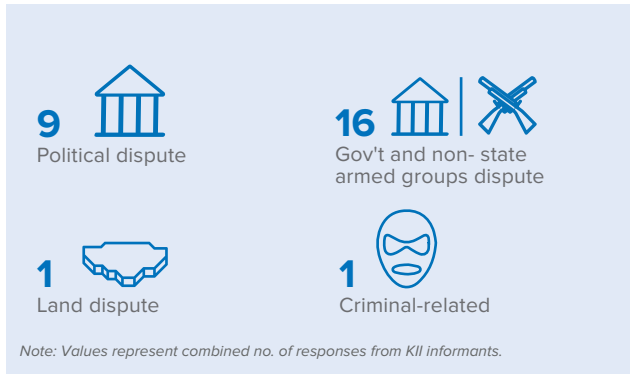 9
Political dispute
16
Gov't and non- state
armed groups dispute
1
Land dispute
1
Criminal-related
Note: Values represent combined no. of responses from KII informants.